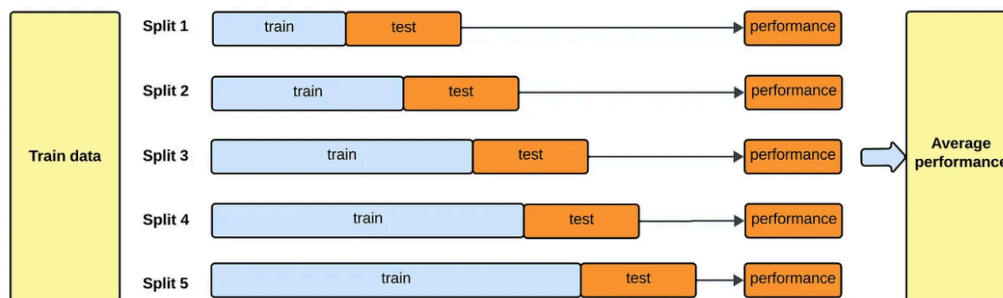 Split 1
train
test
performance
Split 2
train
test
performance
Train data
Split 3
train
test
performance
Average
performance
Split 4
train
test
performance
Split 5
train
test
performance